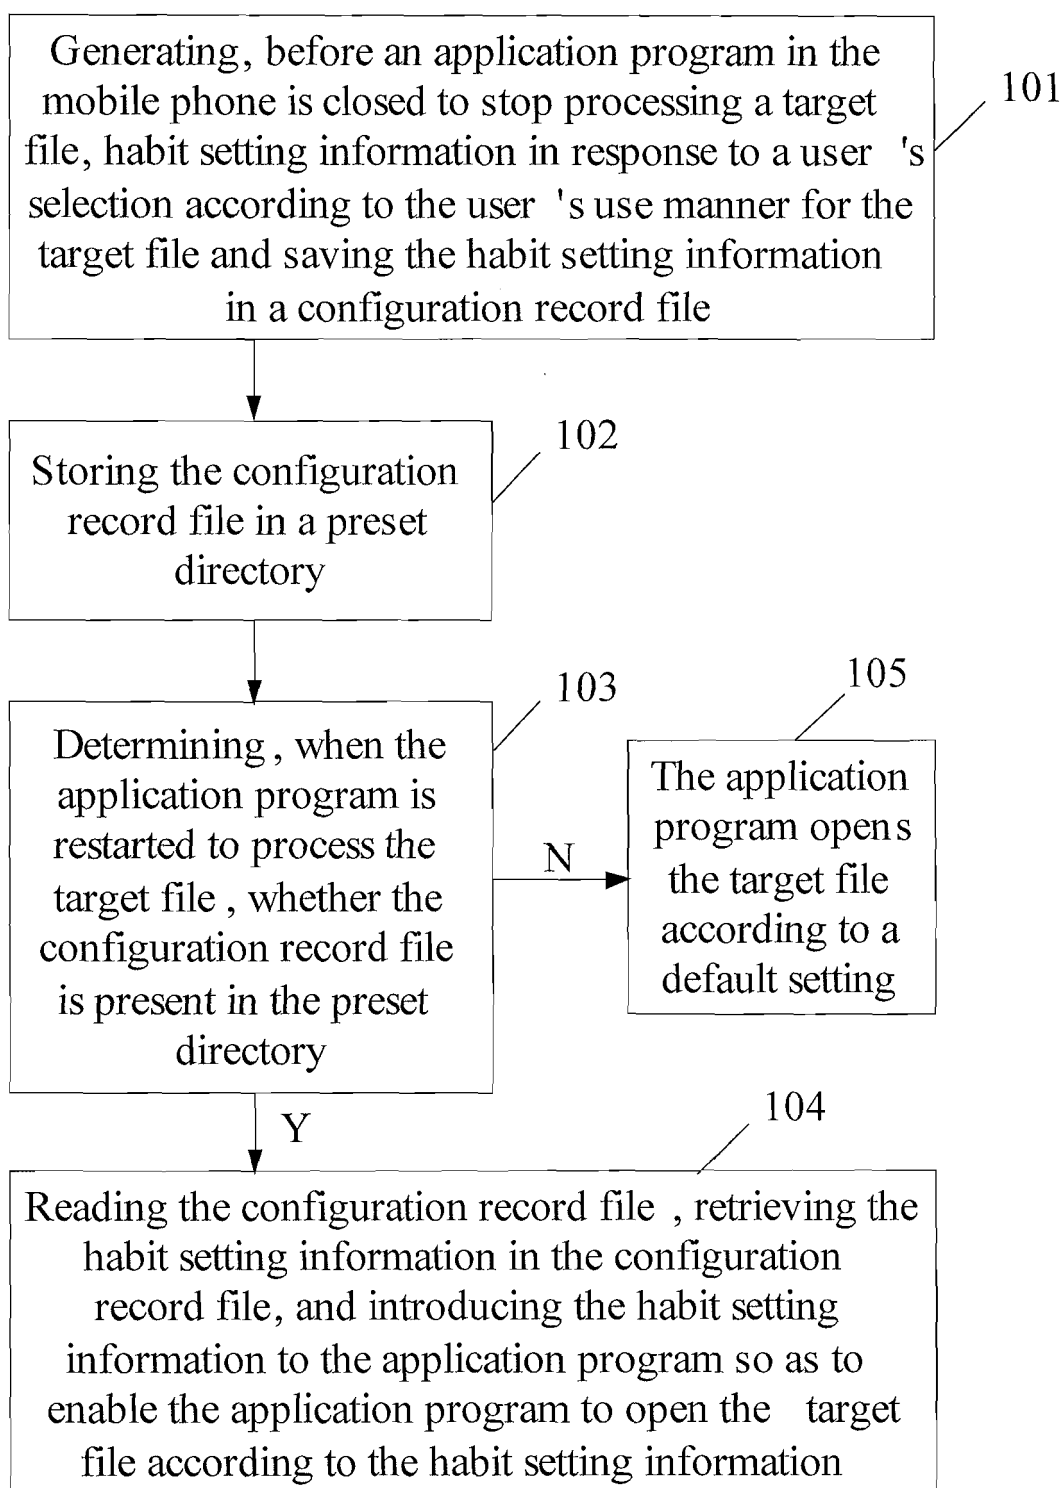 Generating, before an application program in the
mobile phone is closed to stop processing a target
file, habit setting information in response to a user 's
selection according to the user 's use manner for the
target file and saving the habit setting information
in a configuration record file
101
Storing the configuration
record file in a preset
directory
102
Determining, when the
application program is
restarted to process the
target file, whether the
configuration record file
is present in the preset
directory
103
N
105
The application
program opens
the target file
according to a
default setting
Y
104
Reading the configuration record file, retrieving the
habit setting information in the configuration
record file, and introducing the habit setting
information to the application program so as to
enable the application program to open the target
file according to the habit setting information